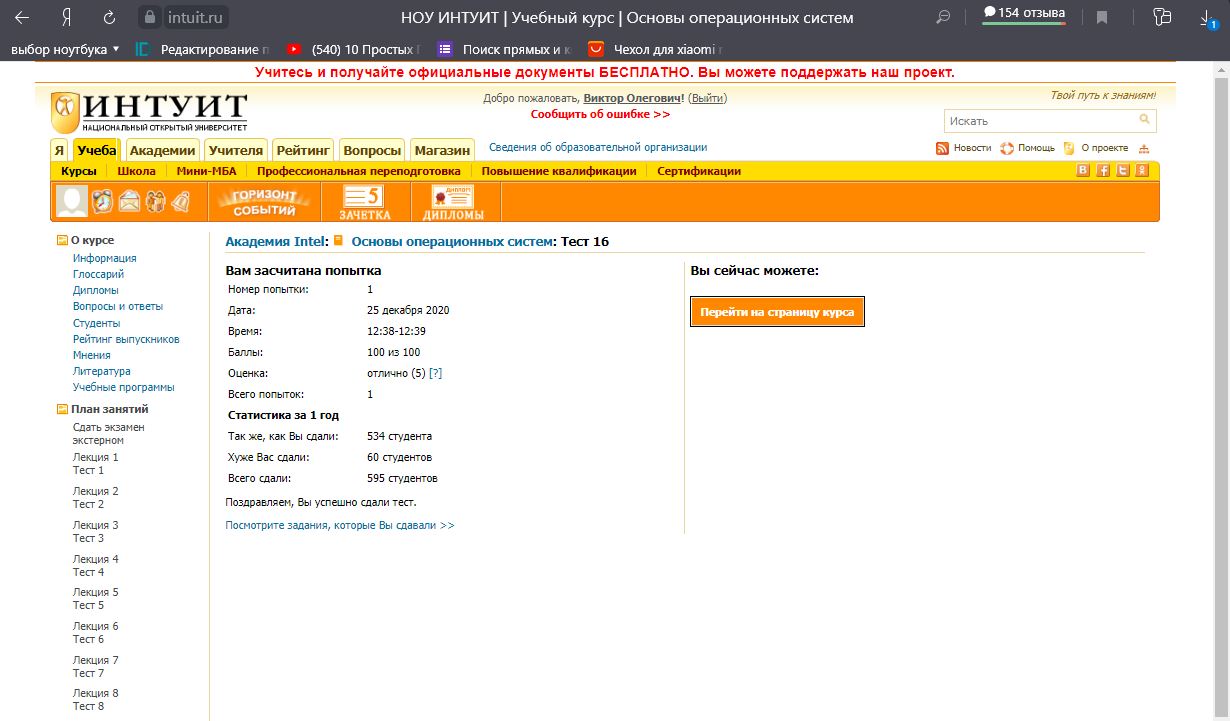 Я
intuit.ru
НОУ ИНТУИТ | Учебный курс | Основы операционных систем
154 отзыва
1
выбор ноутбука
Редактирование п
(540) 10 Простых
Поиск прямых и к
Чехол для xiaomi
Учитесь и получайте официальные документы БЕСПЛАТНО. Вы можете поддержать наш проект.
ИНТУИТ
НАЦИОНАЛЬНЫЙ ОТКРЫТЫЙ УНИВЕРСИТЕТ
Добро пожаловать, Виктор Олегович! (Выйти)
Сообщить об ошибке >>
Твой путь к знаниям!
Искать
Я Учеба Академии Учителя Рейтинг Вопросы Магазин
Сведения об образовательной организации
Новости Помощь О проекте
Курсы Школа Мини-МБА Профессиональная переподготовка Повышение квалификации Сертификации
ГОРИЗОНТ
СОБЫТИЙ
5
ЗАЧЕТКА
ДИПЛОМ
ДИПЛОМЫ
О курсе
Информация
Глоссарий
Дипломы
Вопросы и ответы
Студенты
Рейтинг выпускников
Мнения
Литература
Учебные программы
План занятий
Сдать экзамен
экстерном
Лекция 1
Тест 1
Лекция 2
Тест 2
Лекция 3
Тест 3
Лекция 4
Тест 4
Лекция 5
Тест 5
Лекция 6
Тест 6
Лекция 7
Тест 7
Лекция 8
Тест 8
Академия Intel: Основы операционных систем: Тест 16
Вам засчитана попытка
Номер попытки: 1
Дата: 25 декабря 2020
Время: 12:38-12:39
Баллы: 100 из 100
Оценка: отлично (5) [?]
Всего попыток: 1
Статистика за 1 год
Так же, как Вы сдали: 534 студента
Хуже Вас сдали: 60 студентов
Всего сдали: 595 студентов
Поздравляем, Вы успешно сдали тест.
Посмотрите задания, которые Вы сдавали >>
Вы сейчас можете:
Перейти на страницу курса